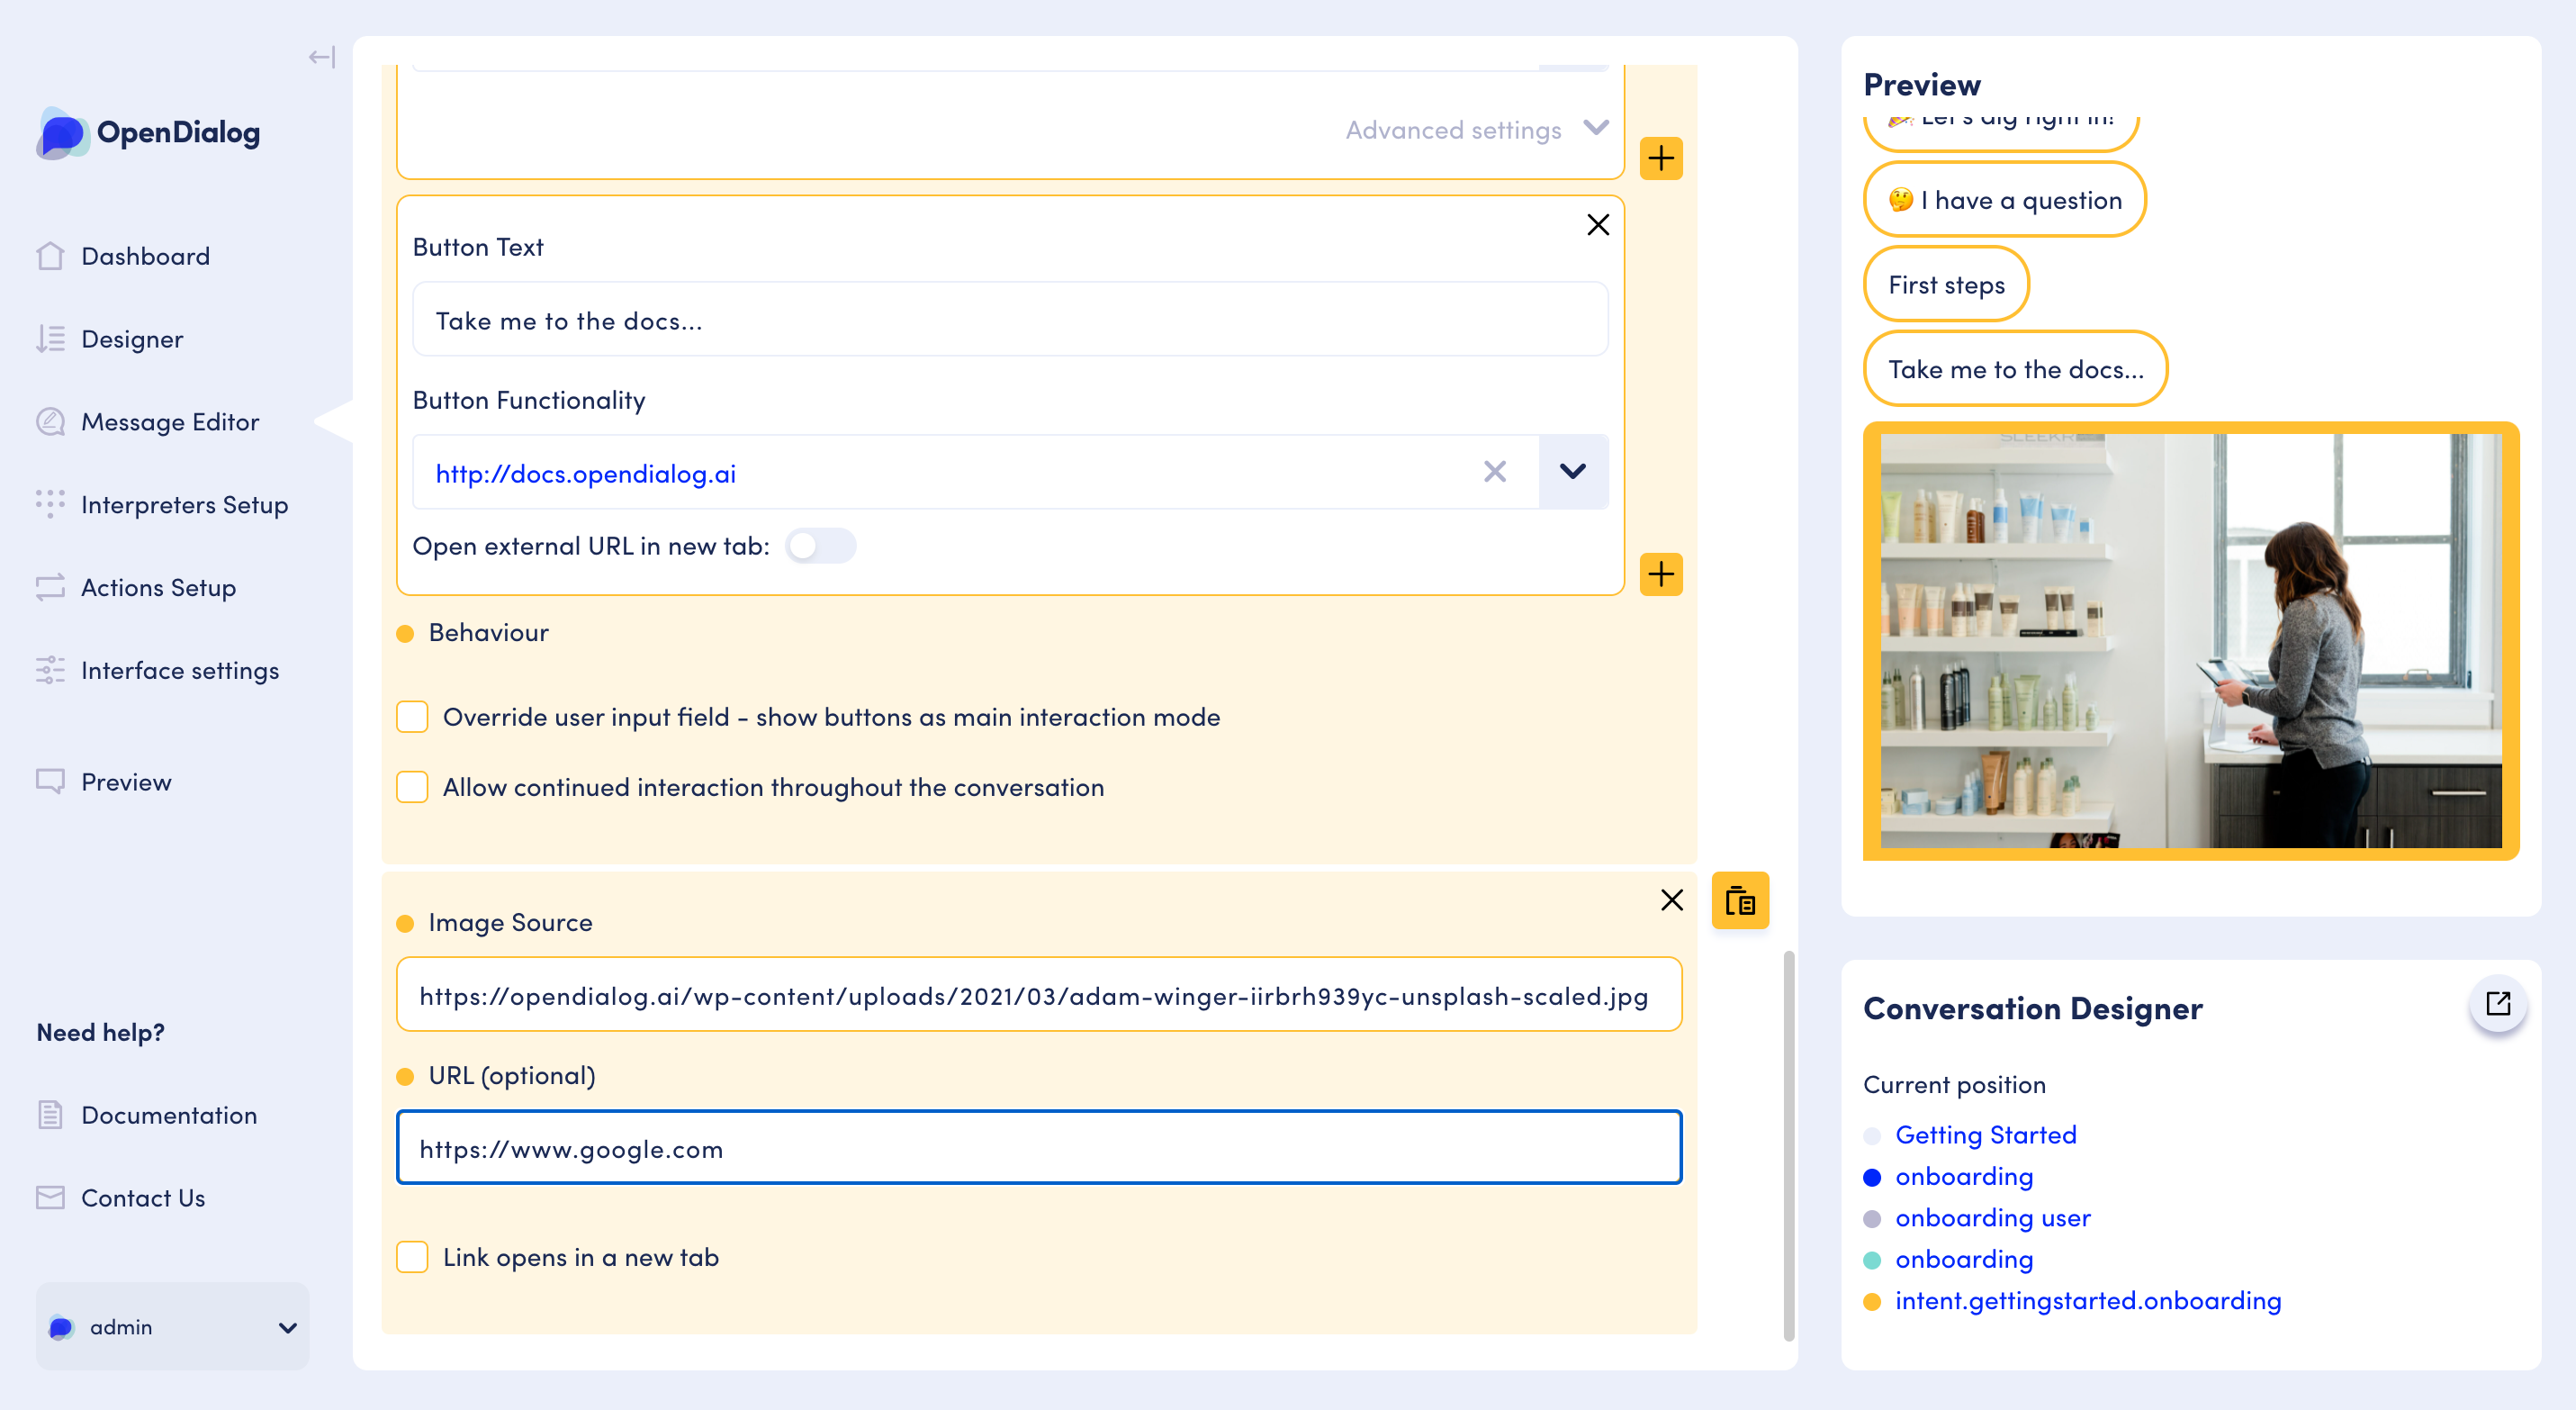 OpenDialog
Dashboard
Designer
Message Editor
Interpreters Setup
Actions Setup
Interface settings
Preview
Need help?
Documentation
Contact Us
admin
Advanced settings
Button Text
Take me to the docs...
Button Functionality
http://docs.opendialog.ai
Open external URL in new tab:
Behaviour
Override user input field - show buttons as main interaction mode
Allow continued interaction throughout the conversation
Image Source
https://opendialog.ai/wp-content/uploads/2021/03/adam-winger-iirbrh939yc-unsplash-scaled.jpg
URL (optional)
https://www.google.com
Link opens in a new tab
Preview
🎉 Let's dig right in!
🤔 I have a question
First steps
Take me to the docs...
Conversation Designer
Current position
Getting Started
onboarding
onboarding user
onboarding
intent.gettingstarted.onboarding